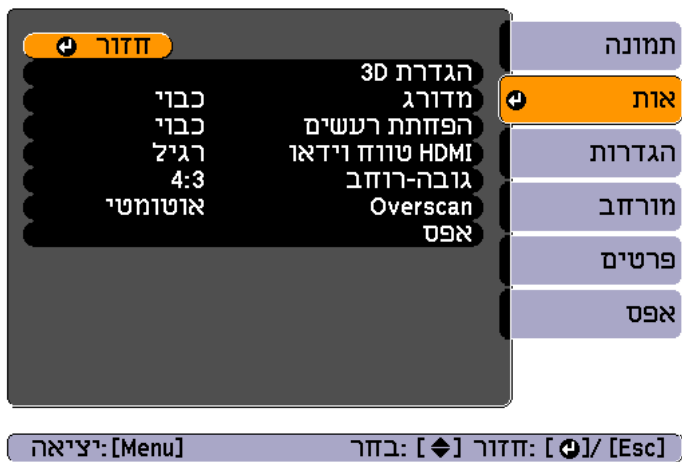 תמונה
אות
הגדרות
מורחב
פרטים
אפס
חזור
הגדרת 3D
מדורג כבוי
הפחתת רעשים כבוי
HDMI טווח וידאו רגיל
גובה-רוחב 4:3
Overscan אוטומטי
אפס
[Esc] /[ ] :חזור [ ] :בחר [Menu]:יציאה